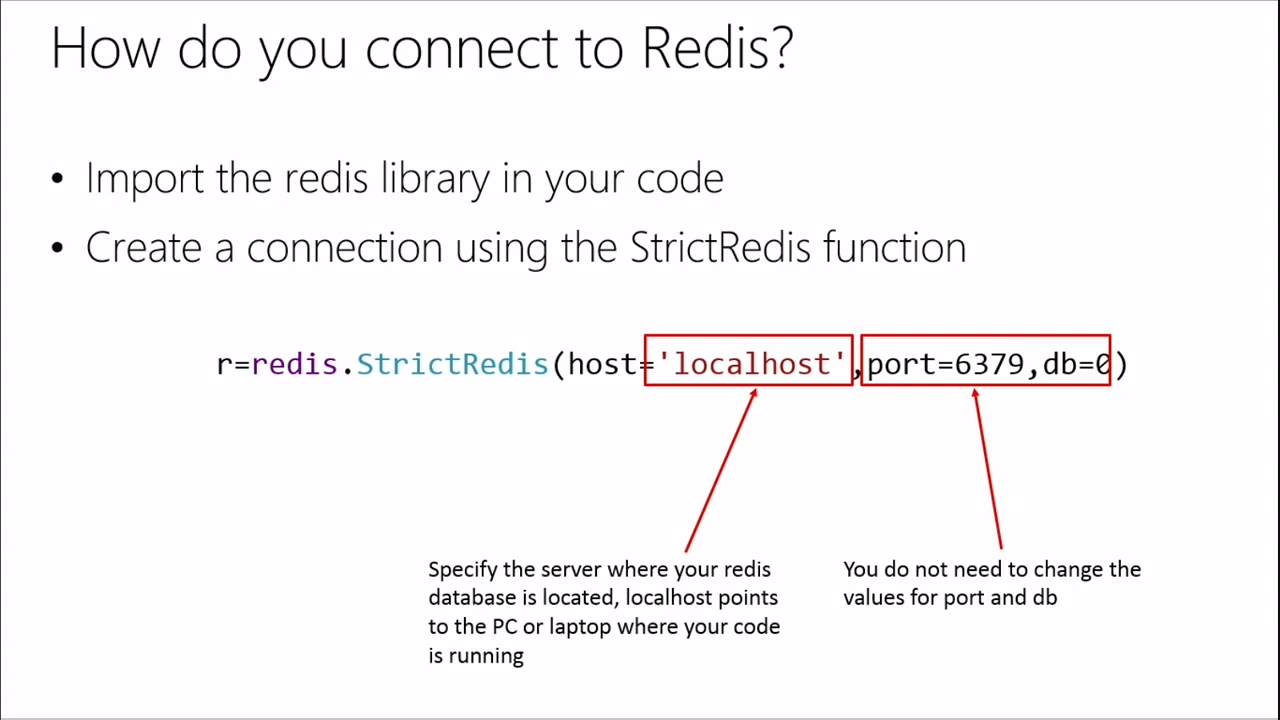 How do you connect to Redis?
• Import the redis library in your code
• Create a connection using the StrictRedis function
r=redis.StrictRedis(host='localhost',port=6379,db=0)
Specify the server where your redis
database is located, localhost points
to the PC or laptop where your code
is running
You do not need to change the
values for port and db